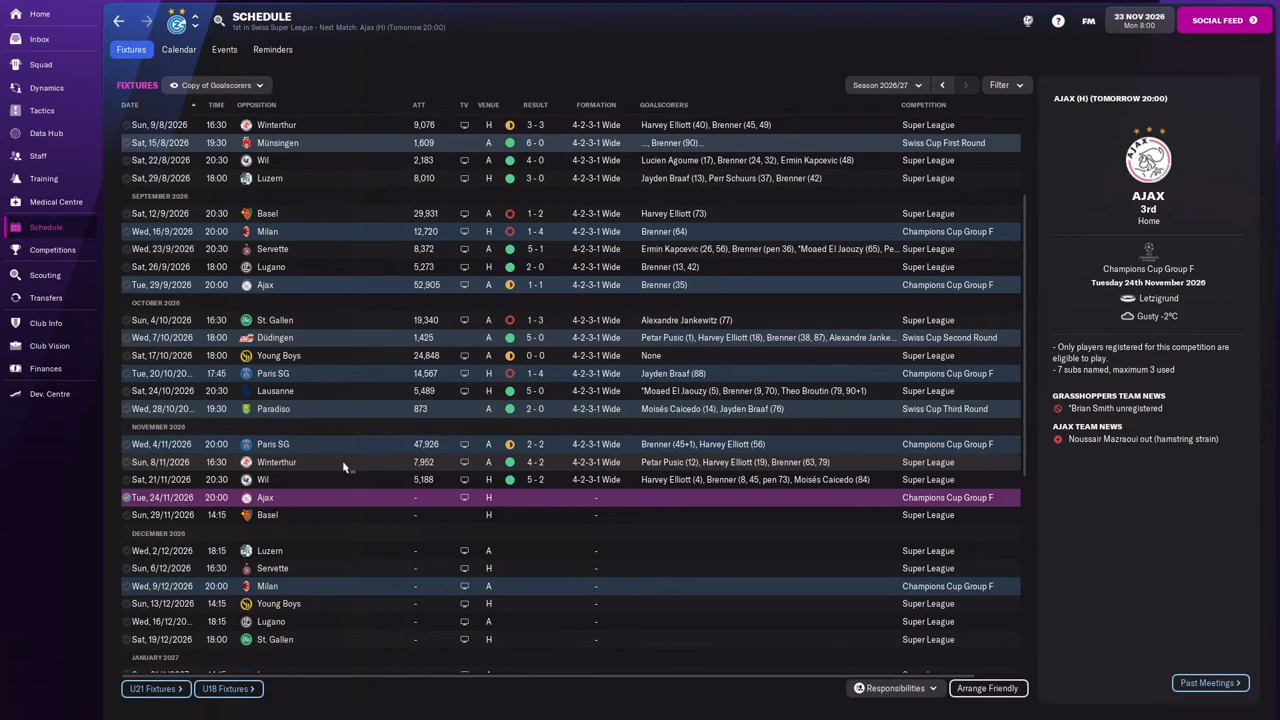 Home
Inbox
Squad
Dynamics
Tactics
Data Hub
Staff
Training
Medical Centre
Schedule
Competitions
Scouting
Transfers
Club Info
Club Vision
Finances
Dev. Centre
SCHEDULE
1st in Swiss Super League - Next Match: Ajax (H) (Tomorrow 20:00)
FM
23 NOV 2026
Mon 8:00
SOCIAL FEED
Fixtures Calendar Events Reminders
FIXTURES Copy of Goalscorers Season 2026/27 Filter
DATE TIME OPPOSITION ATT TV VENUE RESULT FORMATION GOALSCORERS COMPETITION
Sun, 9/8/2026 16:30 Winterthur 9,076 H 3 - 3 4-2-3-1 Wide Harvey Elliott (40), Brenner (45, 49) Super League
Sat, 15/8/2026 19:30 Münsingen 1,609 A 6 - 0 4-2-3-1 Wide ..., Brenner (90)... Swiss Cup First Round
Sat, 22/8/2026 20:30 Wil 2,183 A 4 - 0 4-2-3-1 Wide Lucien Agoume (17), Brenner (24, 32), Ermin Kapcevic (48) Super League
Sat, 29/8/2026 18:00 Luzern 8,010 H 3 - 0 4-2-3-1 Wide Jayden Braaf (13), Perr Schuurs (37), Brenner (42) Super League
SEPTEMBER 2026
Sat, 12/9/2026 20:30 Basel 29,931 A 1 - 2 4-2-3-1 Wide Harvey Elliott (73) Super League
Wed, 16/9/2026 20:00 Milan 12,720 H 1 - 4 4-2-3-1 Wide Brenner (64) Champions Cup Group F
Wed, 23/9/2026 20:30 Servette 8,372 A 5 - 1 4-2-3-1 Wide Ermin Kapcevic (26, 56), Brenner (pen 36), *Moaed El Jaouzy (65), Pe... Super League
Sat, 26/9/2026 18:00 Lugano 5,273 H 2 - 0 4-2-3-1 Wide Brenner (13, 42) Super League
Tue, 29/9/2026 20:00 Ajax 52,905 A 1 - 1 4-2-3-1 Wide Brenner (35) Champions Cup Group F
OCTOBER 2026
Sun, 4/10/2026 16:30 St. Gallen 19,340 A 1 - 3 4-2-3-1 Wide Alexandre Jankewitz (77) Super League
Wed, 7/10/2026 18:00 Düdingen 1,425 A 5 - 0 4-2-3-1 Wide Petar Pusic (1), Harvey Elliott (18), Brenner (38, 87), Alexandre Janke... Swiss Cup Second Round
Sat, 17/10/2026 18:00 Young Boys 24,848 A 0 - 0 4-2-3-1 Wide None Super League
Tue, 20/10/20... 17:45 Paris SG 14,567 H 1 - 4 4-2-3-1 Wide Jayden Braaf (88) Champions Cup Group F
Sat, 24/10/2026 20:30 Lausanne 5,489 H 5 - 0 4-2-3-1 Wide *Moaed El Jaouzy (5), Brenner (9, 70), Theo Broutin (79, 90+1) Super League
Wed, 28/10/20... 19:30 Paradiso 873 A 2 - 0 4-2-3-1 Wide Moisés Caicedo (14), Jayden Braaf (76) Swiss Cup Third Round
NOVEMBER 2026
Wed, 4/11/2026 20:00 Paris SG 47,926 A 2 - 2 4-2-3-1 Wide Brenner (45+1), Harvey Elliott (56) Champions Cup Group F
Sun, 8/11/2026 16:30 Winterthur 7,952 A 4 - 2 4-2-3-1 Wide Petar Pusic (12), Harvey Elliott (19), Brenner (63, 79) Super League
Sat, 21/11/2026 20:30 Wil 5,188 H 5 - 2 4-2-3-1 Wide Harvey Elliott (4), Brenner (8, 45, pen 73), Moisés Caicedo (84) Super League
Tue, 24/11/2026 20:00 Ajax - H - Champions Cup Group F
Sun, 29/11/2026 14:15 Basel - H - Super League
DECEMBER 2026
Wed, 2/12/2026 18:15 Luzern - A - Super League
Sun, 6/12/2026 16:30 Servette - H - Super League
Wed, 9/12/2026 20:00 Milan - A - Champions Cup Group F
Sun, 13/12/2026 14:15 Young Boys - H - Super League
Wed, 16/12/20... 18:15 Lugano - A - Super League
Sat, 19/12/2026 18:00 St. Gallen - H - Super League
JANUARY 2027
U21 Fixtures > U18 Fixtures > Responsibilities Arrange Friendly
AJAX (H) (TOMORROW 20:00)
AJAX
3rd
Home
Champions Cup Group F
Tuesday 24th November 2026
Letzigrund
Gusty -2°C
- Only players registered for this competition are
eligible to play.
- 7 subs named, maximum 3 used
GRASSHOPPERS TEAM NEWS
*Brian Smith unregistered
AJAX TEAM NEWS
Noussair Mazraoui out (hamstring strain)
Past Meetings >